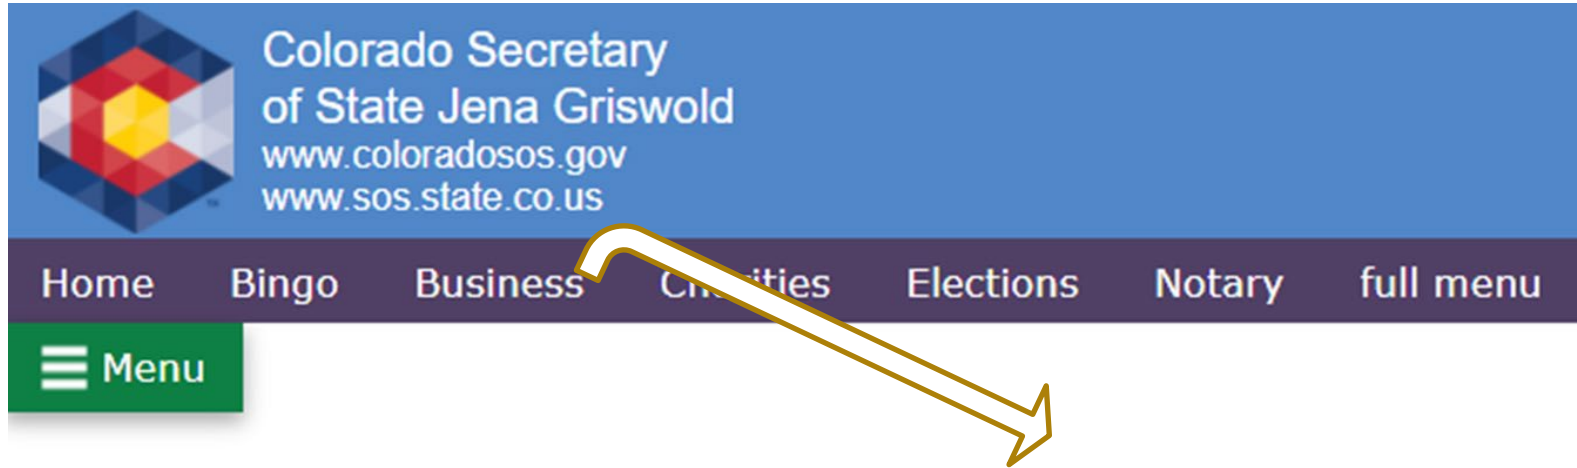 Colorado Secretary
of State Jena Griswold
www.coloradosos.gov
www.sos.state.co.us
Home Bingo Business Charities Elections Notary full menu
Menu